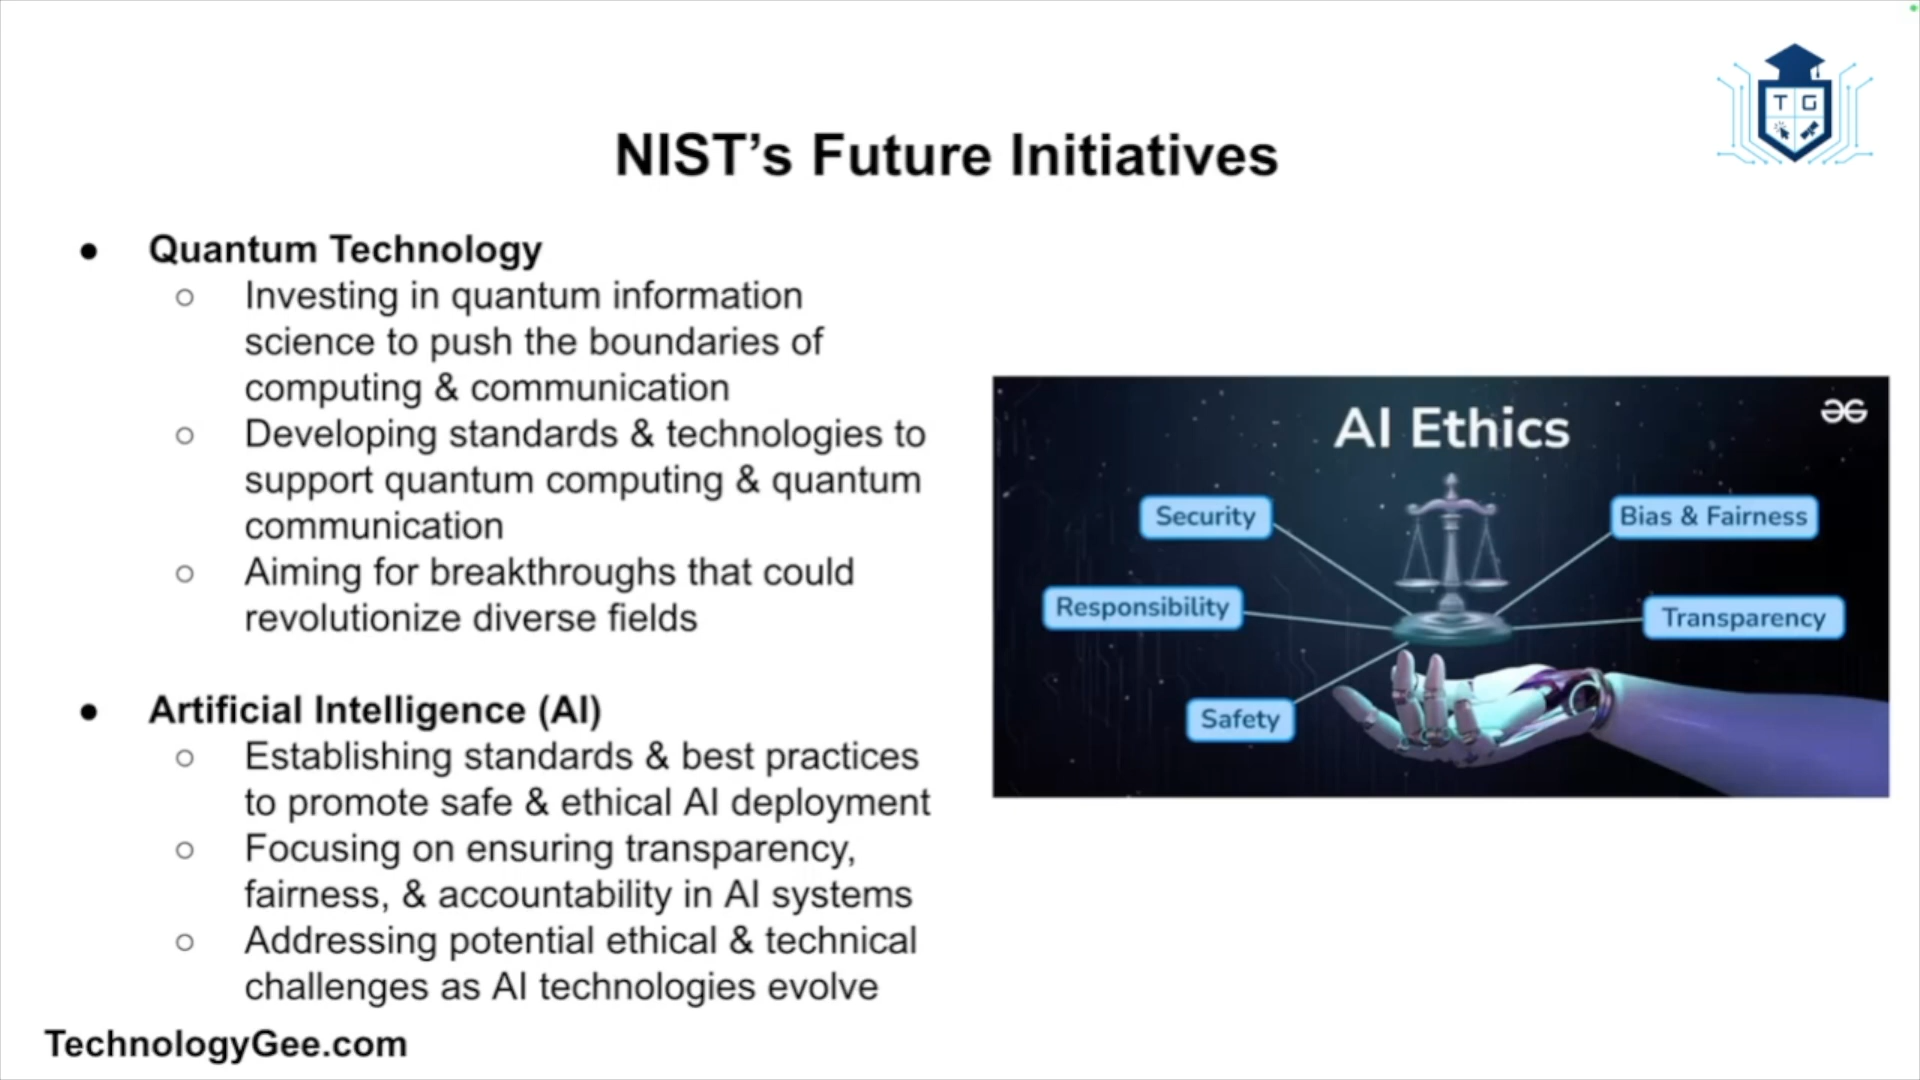 T G
NIST's Future Initiatives
● Quantum Technology
○ Investing in quantum information
science to push the boundaries of
computing & communication
○ Developing standards & technologies to
support quantum computing & quantum
communication
○ Aiming for breakthroughs that could
revolutionize diverse fields
● Artificial Intelligence (AI)
○ Establishing standards & best practices
to promote safe & ethical AI deployment
○ Focusing on ensuring transparency,
fairness, & accountability in AI systems
○ Addressing potential ethical & technical
challenges as AI technologies evolve
AI Ethics
Security
Bias & Fairness
Responsibility
Transparency
Safety
TechnologyGee.com